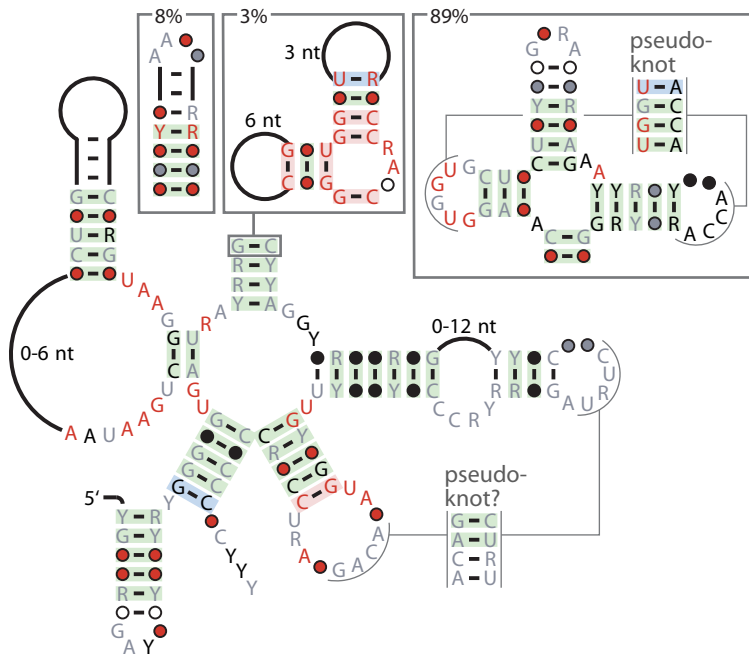 8%
3%
89%
A
A
R
Y R
3 nt
U R
G C
G C
6 nt
G U
C G G C
R
A
G R A
Y R
U A
C G A A
pseudo-
knot
U A
G C
G C
U A
U G G U G
C U
G A
G G A
A
C G
Y Y R Y
R G Y R
A C C A
G C
C R
U G
C U A A G
0-6 nt
G U R A
C A
U G
A A U A A G U
G C
R Y
R Y
Y A
G Y
R R R G
Y Y Y C
U
0-12 nt
C C R Y
Y Y Y
R R
C
C U R
G A U
G C C G
G C R Y
G C G
G C C G U A
C
Y Y Y
5′
Y R
G Y
R Y
G A Y
Y
U R A
G A C A
pseudo-
knot?
G C
A U
C R
A U